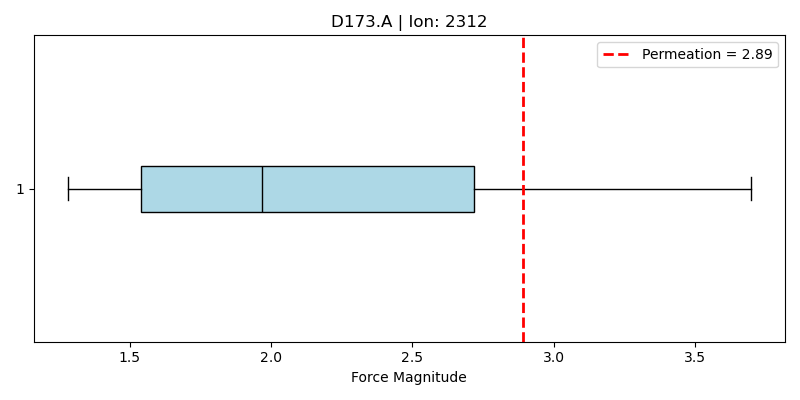 D173.A | Ion: 2312
Permeation = 2.89
1
1.5 2.0 2.5 3.0 3.5
Force Magnitude